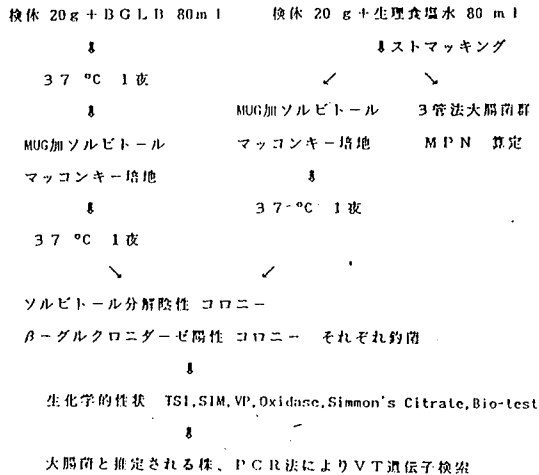 検体 20g+BGLB 80ml 検体 20g+生理食塩水 80ml
⇓ ⇓ストマッキング
37℃ 1夜 ↙ ↘
⇓ MUG加ソルビトール 3管法大腸菌群
MUG加ソルビトール マッコンキー培地 MPN 算定
マッコンキー培地 ⇓
⇓ 37℃ 1夜
37℃ 1夜
↘ ↙
ソルビトール分解陰性 コロニー
β-グルクロニダーゼ陽性 コロニー それぞれ釣菌
⇓
生化学的性状 TSI,SIM,VP,Oxidase,Simmon's Citrate,Bio-test
⇓
大腸菌と推定される株、PCR法によりVT遺伝子検索